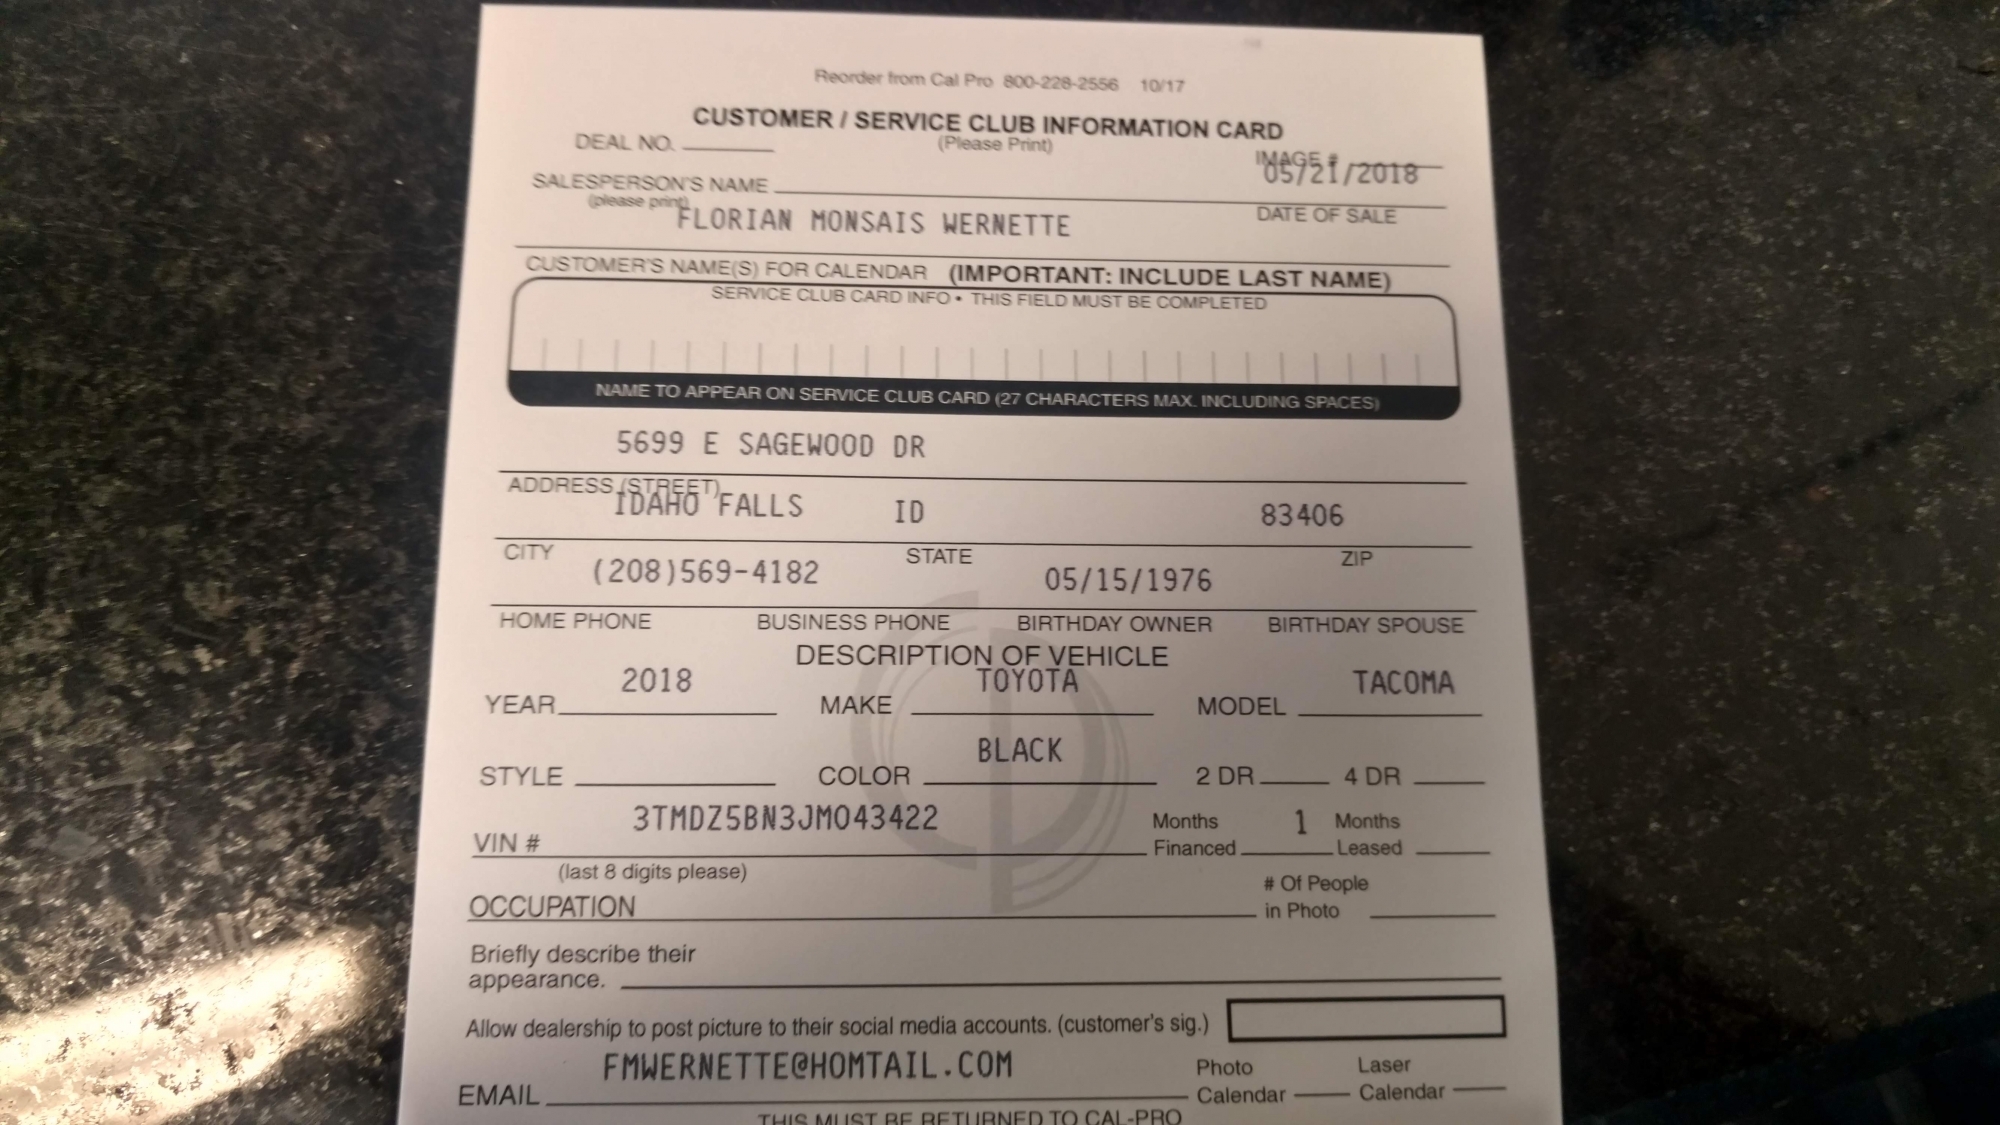 Reorder from Cal Pro 800-228-2556 10/17
CUSTOMER / SERVICE CLUB INFORMATION CARD
DEAL NO. (Please Print)
IMAGE #
05/21/2018
SALESPERSON'S NAME
(please print)
DATE OF SALE
FLORIAN MONSAIS WERNETTE
CUSTOMER'S NAME(S) FOR CALENDAR (IMPORTANT: INCLUDE LAST NAME)
SERVICE CLUB CARD INFO • THIS FIELD MUST BE COMPLETED
NAME TO APPEAR ON SERVICE CLUB CARD (27 CHARACTERS MAX. INCLUDING SPACES)
5699 E SAGEWOOD DR
ADDRESS (STREET)
IDAHO FALLS ID 83406
CITY STATE ZIP
(208)569-4182 05/15/1976
HOME PHONE BUSINESS PHONE BIRTHDAY OWNER BIRTHDAY SPOUSE
DESCRIPTION OF VEHICLE
2018 TOYOTA TACOMA
YEAR MAKE MODEL
BLACK
STYLE COLOR 2 DR 4 DR
3TMDZ5BN3JM043422 Months 1 Months
VIN # Financed Leased
(last 8 digits please)
# Of People
OCCUPATION in Photo
Briefly describe their
appearance.
Allow dealership to post picture to their social media accounts. (customer's sig.)
FMWERNETTE@HOMTAIL.COM Photo Laser
EMAIL Calendar Calendar
THIS MUST BE RETURNED TO CAL-PRO